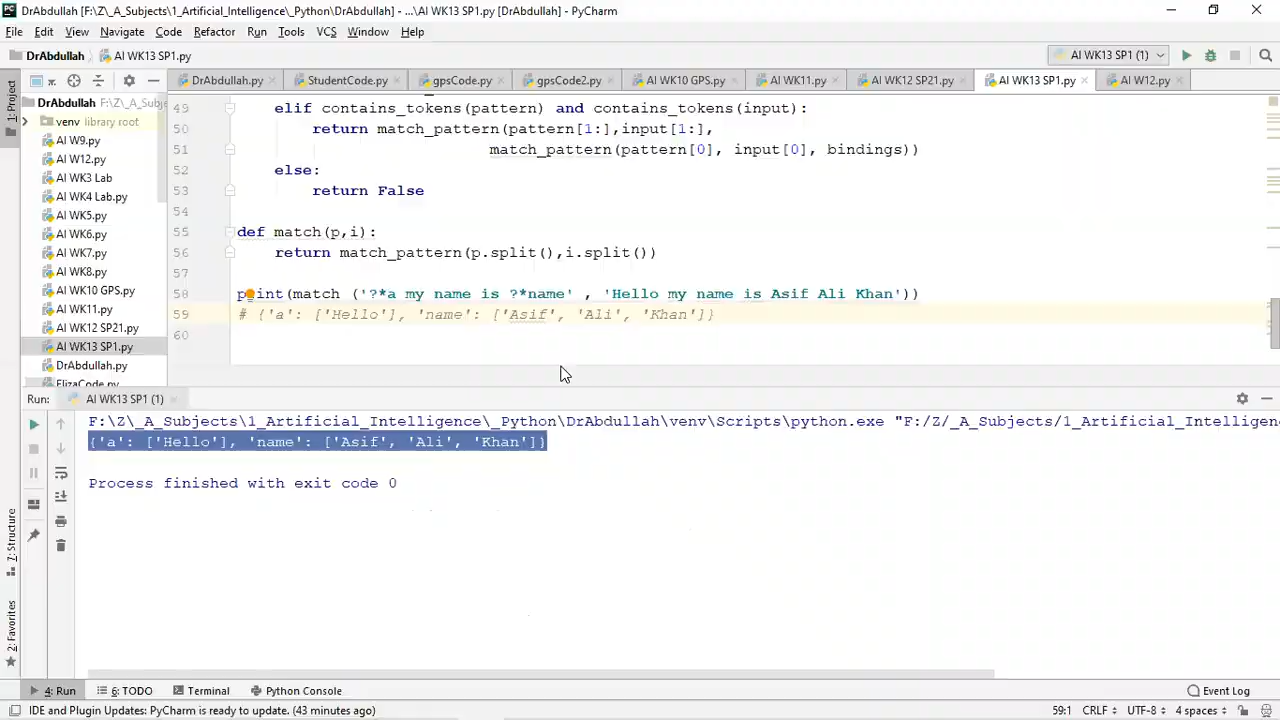 DrAbdullah [F:\Z\_A_Subjects\1_Artificial_Intelligence\_Python\DrAbdullah] - ...\AI WK13 SP1.py [DrAbdullah] - PyCharm
File Edit View Navigate Code Refactor Run Tools VCS Window Help
DrAbdullah AI WK13 SP1.py AI WK13 SP1 (1)
DrAbdullah.py StudentCode.py gpsCode.py gpsCode2.py AI WK10 GPS.py AI WK11.py AI WK12 SP21.py AI WK13 SP1.py AI W12.py
1: Project
DrAbdullah F:\Z\_A_Subje
venv library root
AI W9.py
AI W12.py
AI WK3 Lab
AI WK4 Lab.py
AI WK5.py
AI WK6.py
AI WK7.py
AI WK8.py
AI WK10 GPS.py
AI WK11.py
AI WK12 SP21.py
AI WK13 SP1.py
DrAbdullah.py
ElizaCode.py
49 elif contains_tokens(pattern) and contains_tokens(input):
50 return match_pattern(pattern[1:],input[1:],
51 match_pattern(pattern[0], input[0], bindings))
52 else:
53 return False
54
55 def match(p,i):
56 return match_pattern(p.split(),i.split())
57
58 print(match ('?*a my name is ?*name' , 'Hello my name is Asif Ali Khan'))
59 # {'a': ['Hello'], 'name': ['Asif', 'Ali', 'Khan']}
60
Run: AI WK13 SP1 (1)
F:\Z\_A_Subjects\1_Artificial_Intelligence\_Python\DrAbdullah\venv\Scripts\python.exe "F:/Z/_A_Subjects/1_Artificial_Intelligence
{'a': ['Hello'], 'name': ['Asif', 'Ali', 'Khan']}
Process finished with exit code 0
7: Structure
2: Favorites
4: Run 6: TODO Terminal Python Console Event Log
IDE and Plugin Updates: PyCharm is ready to update. (43 minutes ago) 59:1 CRLF UTF-8 4 spaces